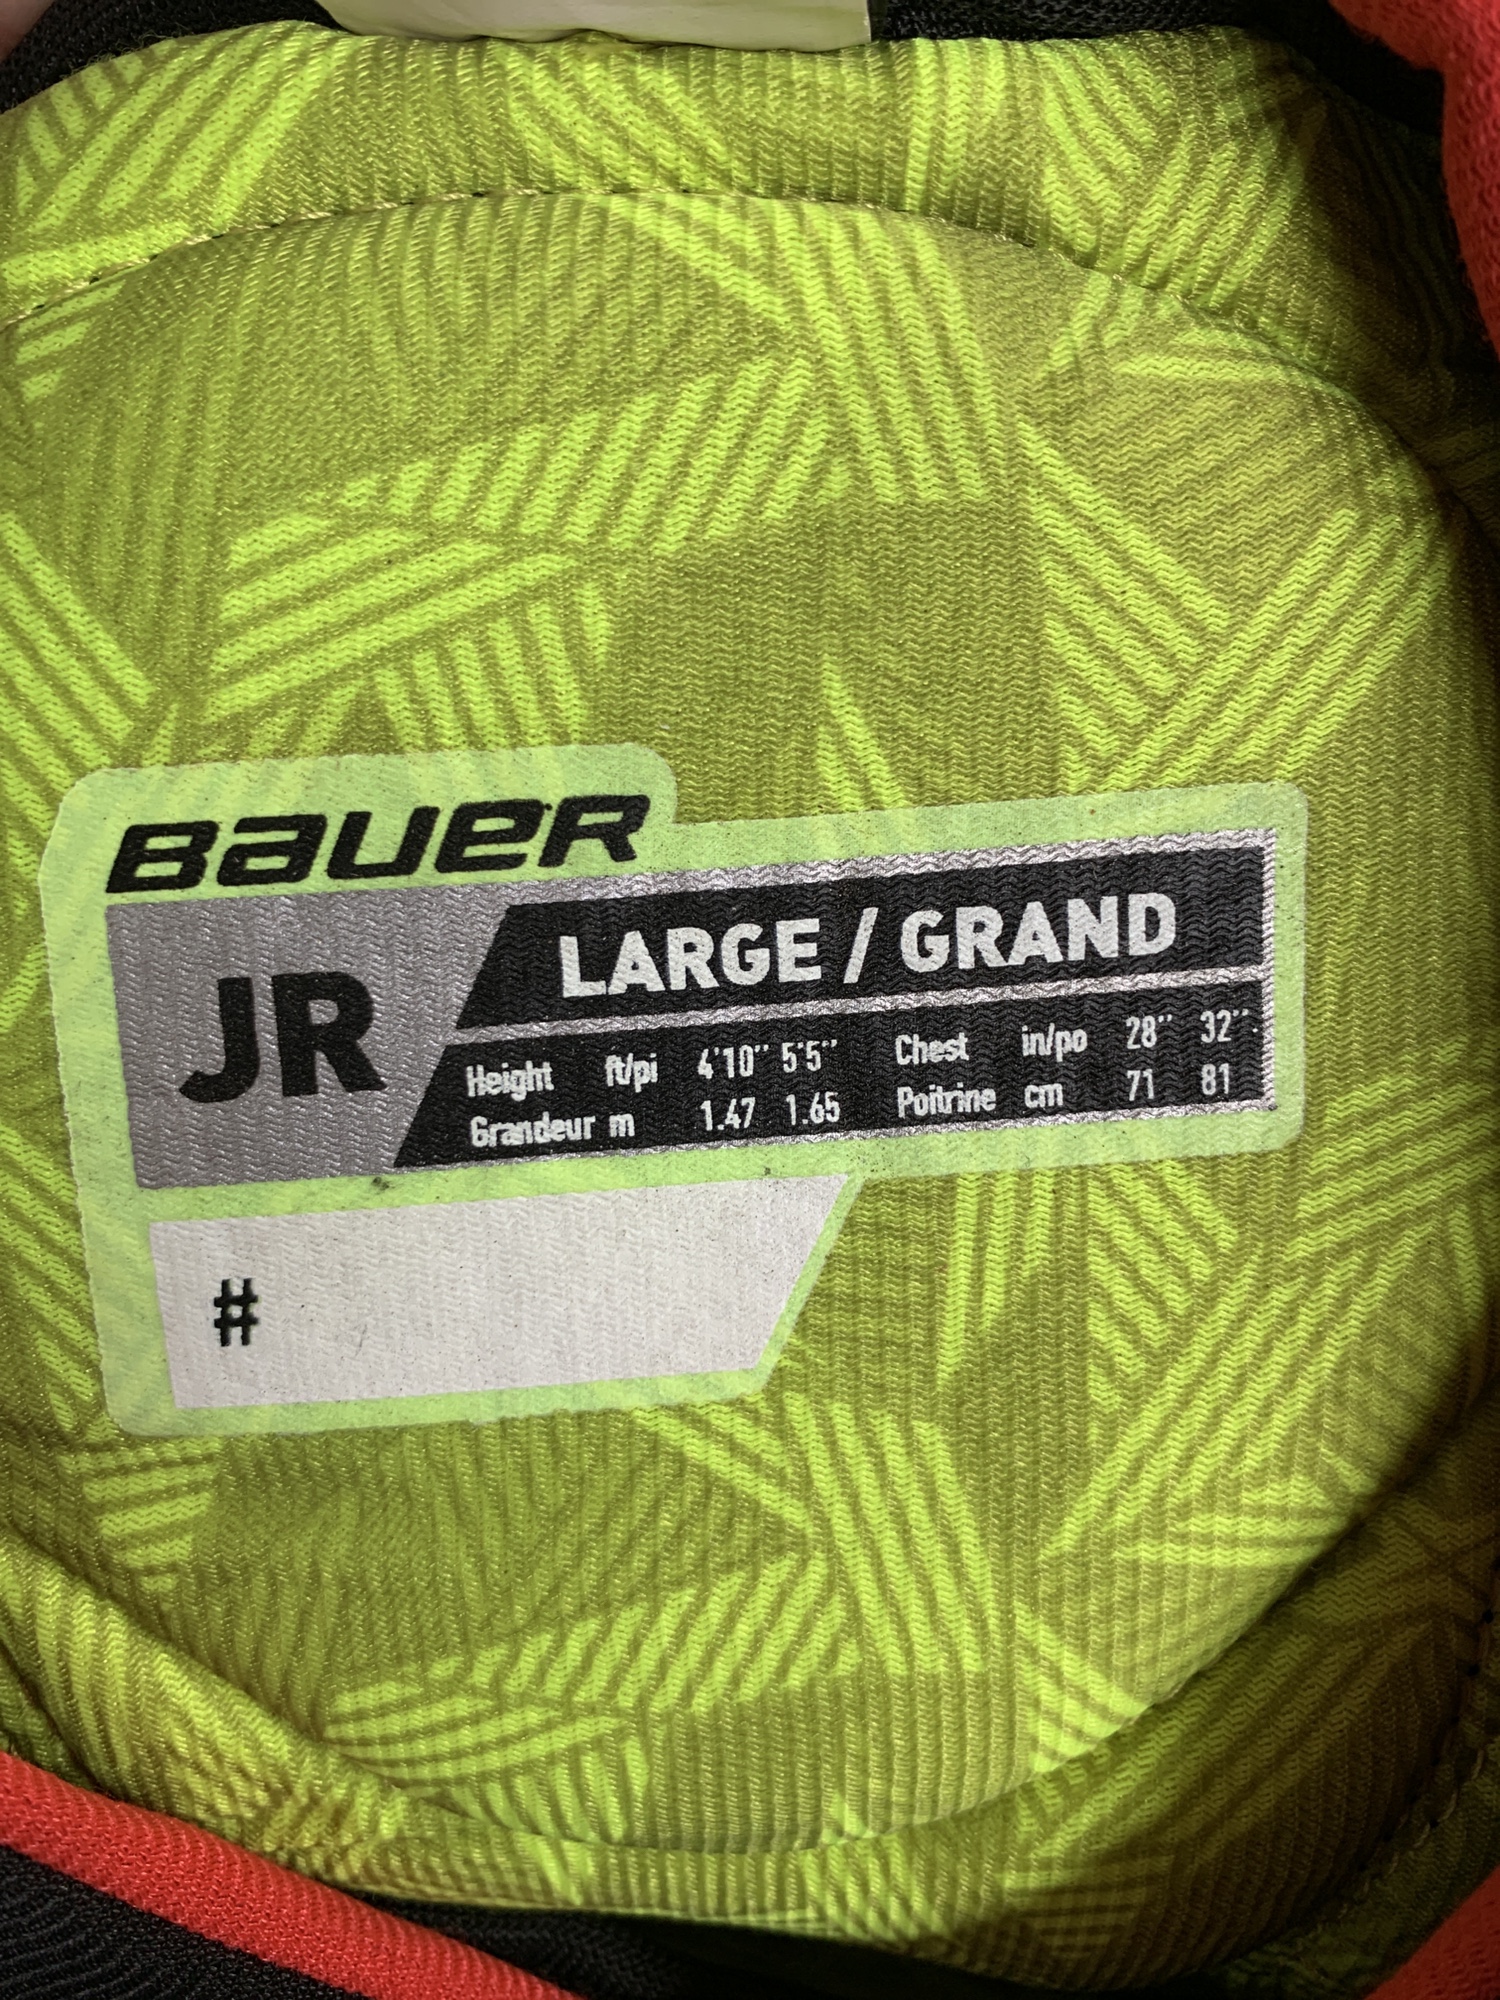 BAUER
JR
LARGE / GRAND
Height ft/pi 4'10" 5'5" Chest in/po 28" 32"
Grandeur m 1.47 1.65 Poitrine cm 71 81
#